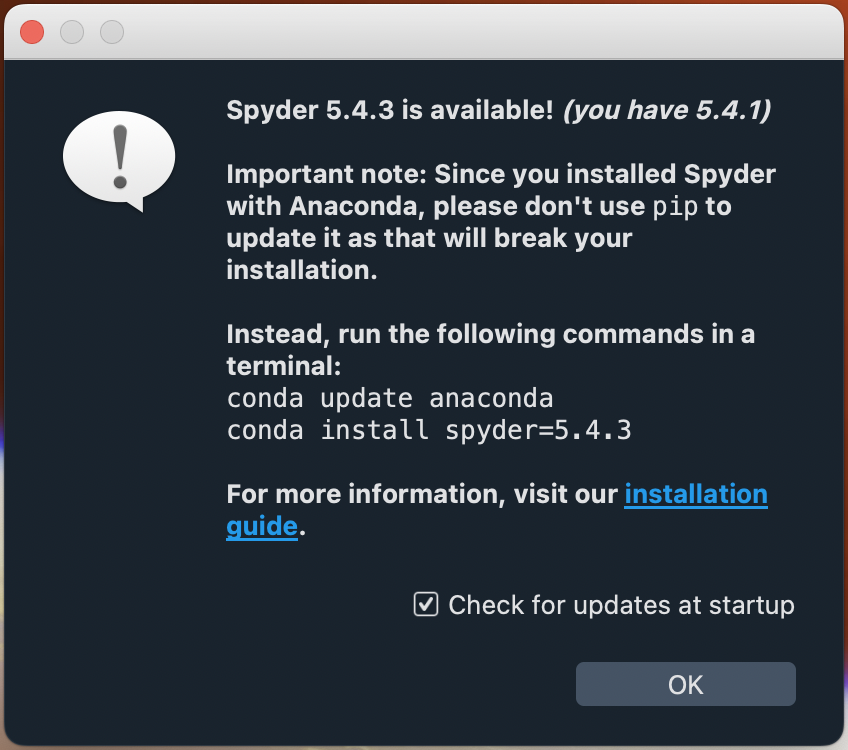 Spyder 5.4.3 is available! (you have 5.4.1)
Important note: Since you installed Spyder
with Anaconda, please don't use pip to
update it as that will break your
installation.
Instead, run the following commands in a
terminal:
conda update anaconda
conda install spyder=5.4.3
For more information, visit our installation
guide.
Check for updates at startup
OK